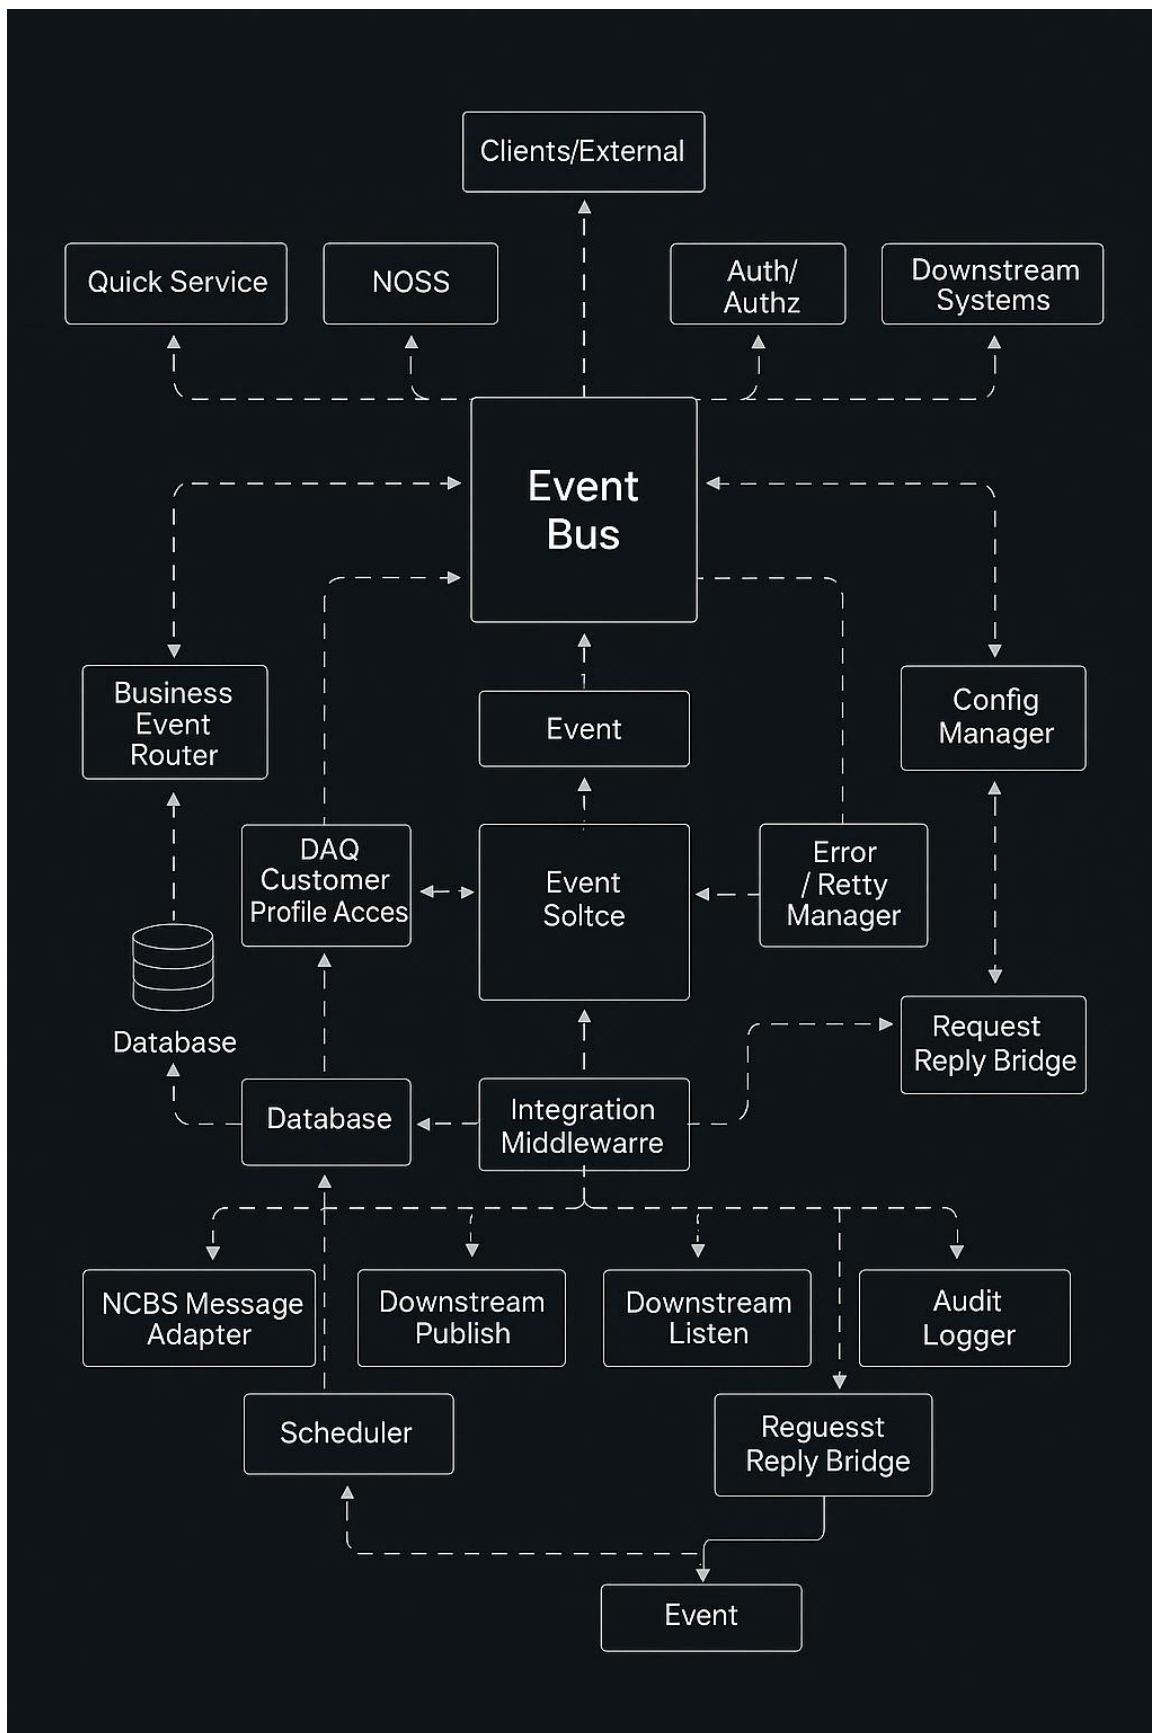 Clients/External
Quick Service
NOSS
Auth/
Authz
Downstream
Systems
Event
Bus
Business
Event
Router
Event
Config
Manager
DAQ
Customer
Profile Acces
Event
Soltce
Error
/ Retty
Manager
Database
Request
Reply Bridge
Database
Integration
Middlewarre
NCBS Message
Adapter
Downstream
Publish
Downstream
Listen
Audit
Logger
Scheduler
Reguesst
Reply Bridge
Event